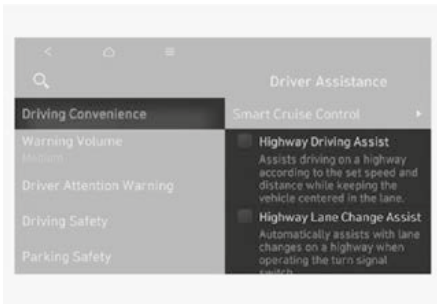 Driver Assistance
Driving Convenience
Smart Cruise Control
Warning Volume
Medium
Driver Attention Warning
Driving Safety
Parking Safety
Highway Driving Assist
Assists driving on a highway
according to the set speed and
distance while keeping the
vehicle centered in the lane.
Highway Lane Change Assist
Automatically assists with lane
changes on a highway when
operating the turn signal
switch.